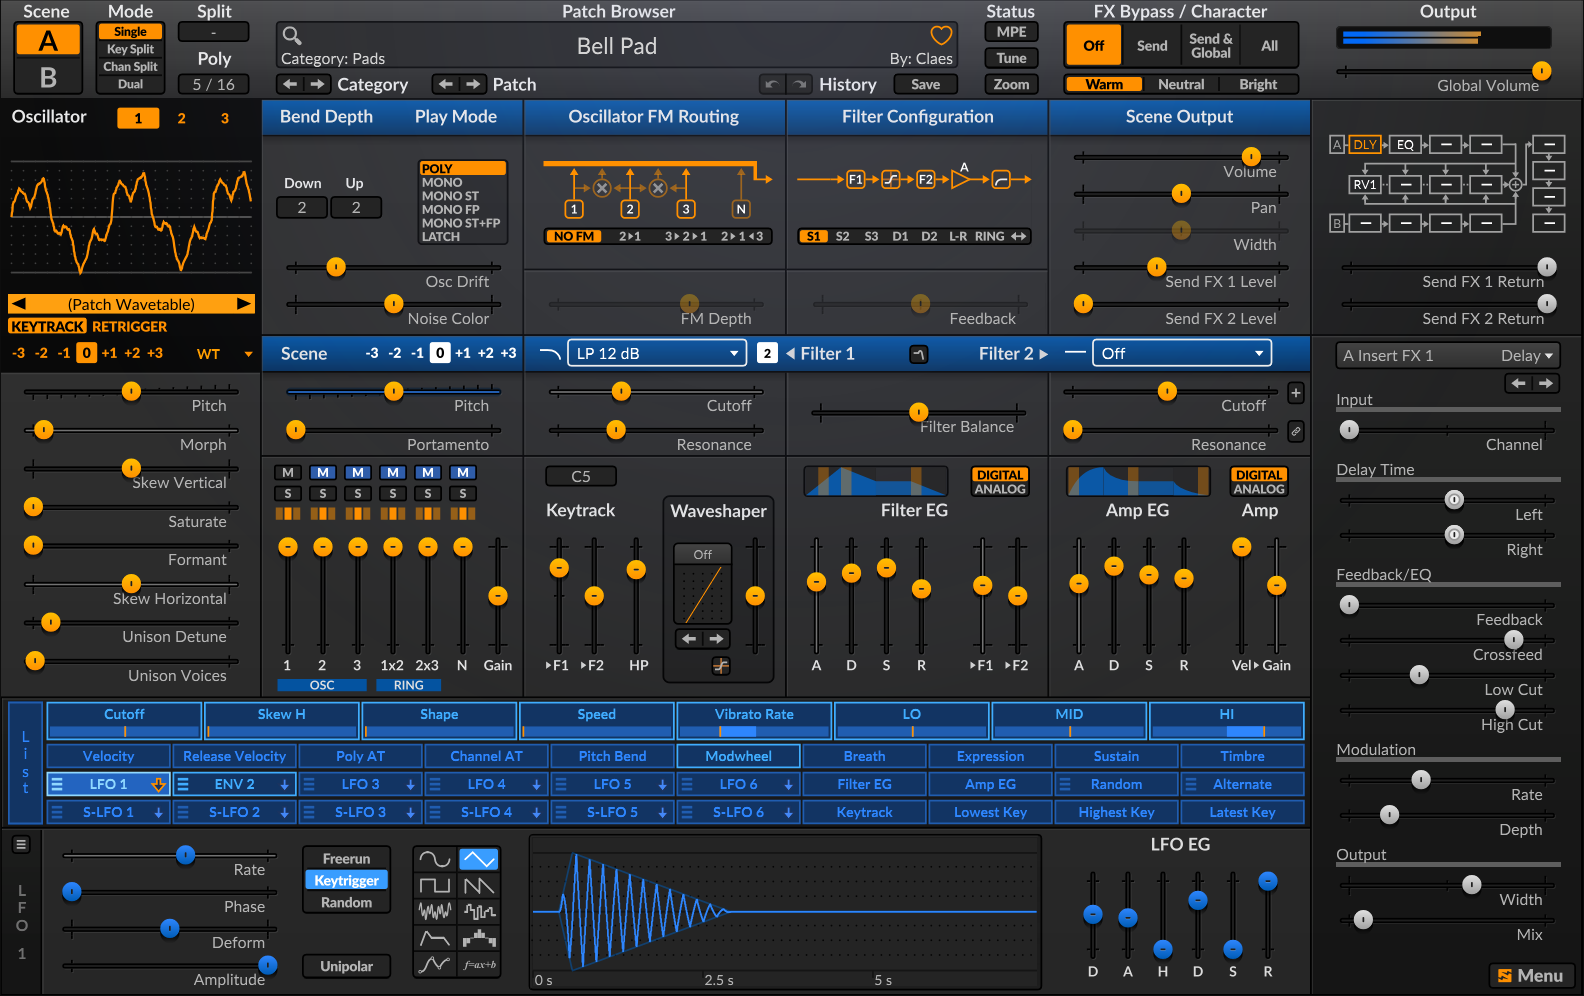 Scene
A
B
Mode
Single
Key Split
Chan Split
Dual
Split
-
Poly
5 / 16
Patch Browser
Bell Pad
Category: Pads
By: Claes
Category
Patch
History
Save
Status
MPE
Tune
Zoom
FX Bypass / Character
Off
Send
Send & Global
All
Warm
Neutral
Bright
Output
Global Volume
Oscillator
1 2 3
(Patch Wavetable)
KEYTRACK RETRIGGER
-3 -2 -1 0 +1 +2 +3
WT
Pitch
Morph
Skew Vertical
Saturate
Formant
Skew Horizontal
Unison Detune
Unison Voices
Bend Depth
Play Mode
Down Up
2 2
POLY
MONO
MONO ST
MONO FP
MONO ST+FP
LATCH
Osc Drift
Noise Color
Oscillator FM Routing
1 2 3 N
NO FM 2▸1 3▸2▸1 2▸1◂3
FM Depth
Filter Configuration
F1 F2 A
S1 S2 S3 D1 D2 L-R RING
Feedback
Scene Output
Volume
Pan
Width
Send FX 1 Level
Send FX 2 Level
A DLY EQ
RV1
B
Send FX 1 Return
Send FX 2 Return
Scene
-3 -2 -1 0 +1 +2 +3
Pitch
Portamento
LP 12 dB
2
Filter 1
Filter 2
Off
Cutoff
Resonance
Filter Balance
Cutoff
Resonance
+
M M M M M M
S S S S S S
1 2 3 1x2 2x3 N Gain
OSC RING
C5
Keytrack
▸F1 ▸F2 HP
Waveshaper
Off
DIGITAL
ANALOG
Filter EG
A D S R ▸F1 ▸F2
DIGITAL
ANALOG
Amp EG
Amp
A D S R Vel▸Gain
A Insert FX 1
Delay
Input
Channel
Delay Time
Left
Right
Feedback/EQ
Feedback
Crossfeed
Low Cut
High Cut
Modulation
Rate
Depth
Output
Width
Mix
List
Cutoff Skew H Shape Speed Vibrato Rate LO MID HI
Velocity Release Velocity Poly AT Channel AT Pitch Bend Modwheel Breath Expression Sustain Timbre
LFO 1 ENV 2 LFO 3 LFO 4 LFO 5 LFO 6 Filter EG Amp EG Random Alternate
S-LFO 1 S-LFO 2 S-LFO 3 S-LFO 4 S-LFO 5 S-LFO 6 Keytrack Lowest Key Highest Key Latest Key
LFO 1
Rate
Phase
Deform
Amplitude
Freerun
Keytrigger
Random
Unipolar
f=ax+b
0 s 2.5 s 5 s
LFO EG
D A H D S R
Menu